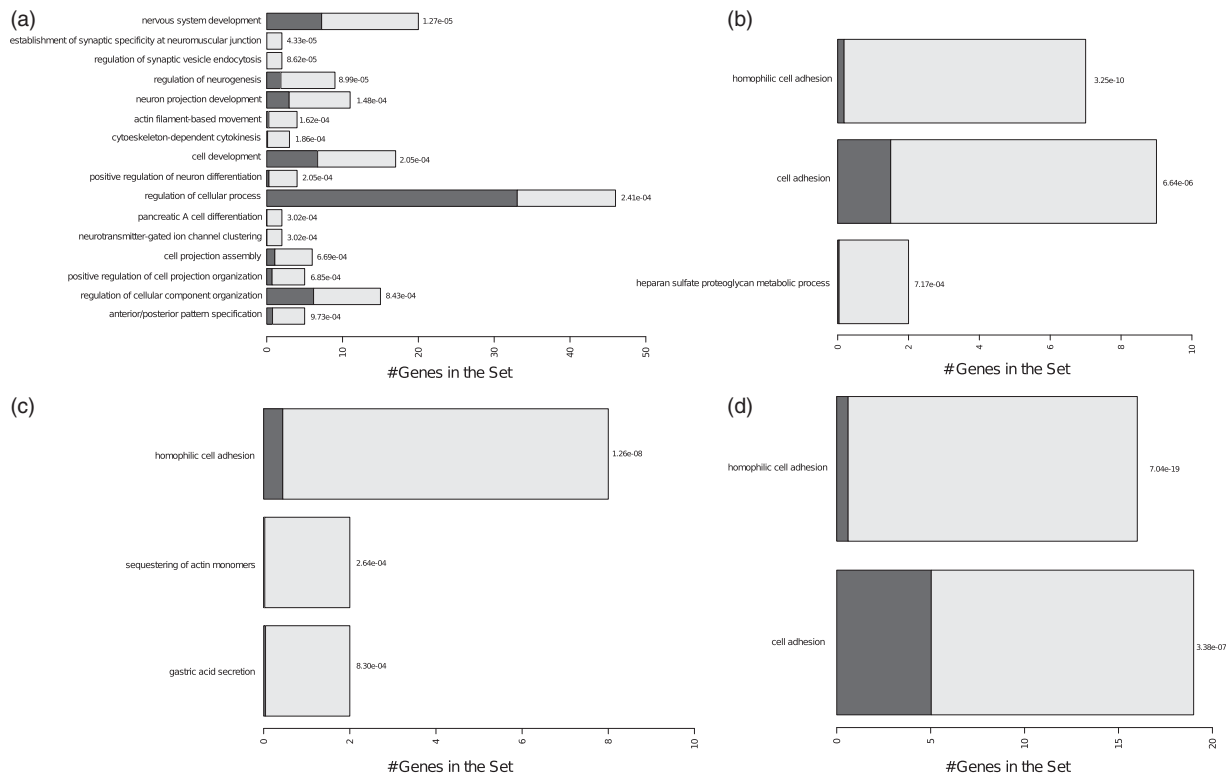 (a)
nervous system development 1.27e-05
establishment of synaptic specificity at neuromuscular junction 4.33e-05
regulation of synaptic vesicle endocytosis 8.62e-05
regulation of neurogenesis 8.99e-05
neuron projection development 1.48e-04
actin filament-based movement 1.62e-04
cytoeskeleton-dependent cytokinesis 1.86e-04
cell development 2.05e-04
positive regulation of neuron differentiation 2.05e-04
regulation of cellular process 2.41e-04
pancreatic A cell differentiation 3.02e-04
neurotransmitter-gated ion channel clustering 3.02e-04
cell projection assembly 6.69e-04
positive regulation of cell projection organization 6.85e-04
regulation of cellular component organization 8.43e-04
anterior/posterior pattern specification 9.73e-04
0 10 20 30 40 50
#Genes in the Set
(b)
homophilic cell adhesion 3.25e-10
cell adhesion 6.64e-06
heparan sulfate proteoglycan metabolic process 7.17e-04
0 2 4 6 8 10
#Genes in the Set
(c)
homophilic cell adhesion 1.26e-08
sequestering of actin monomers 2.64e-04
gastric acid secretion 8.30e-04
0 2 4 6 8 10
#Genes in the Set
(d)
homophilic cell adhesion 7.04e-19
cell adhesion 3.38e-07
0 5 10 15 20
#Genes in the Set